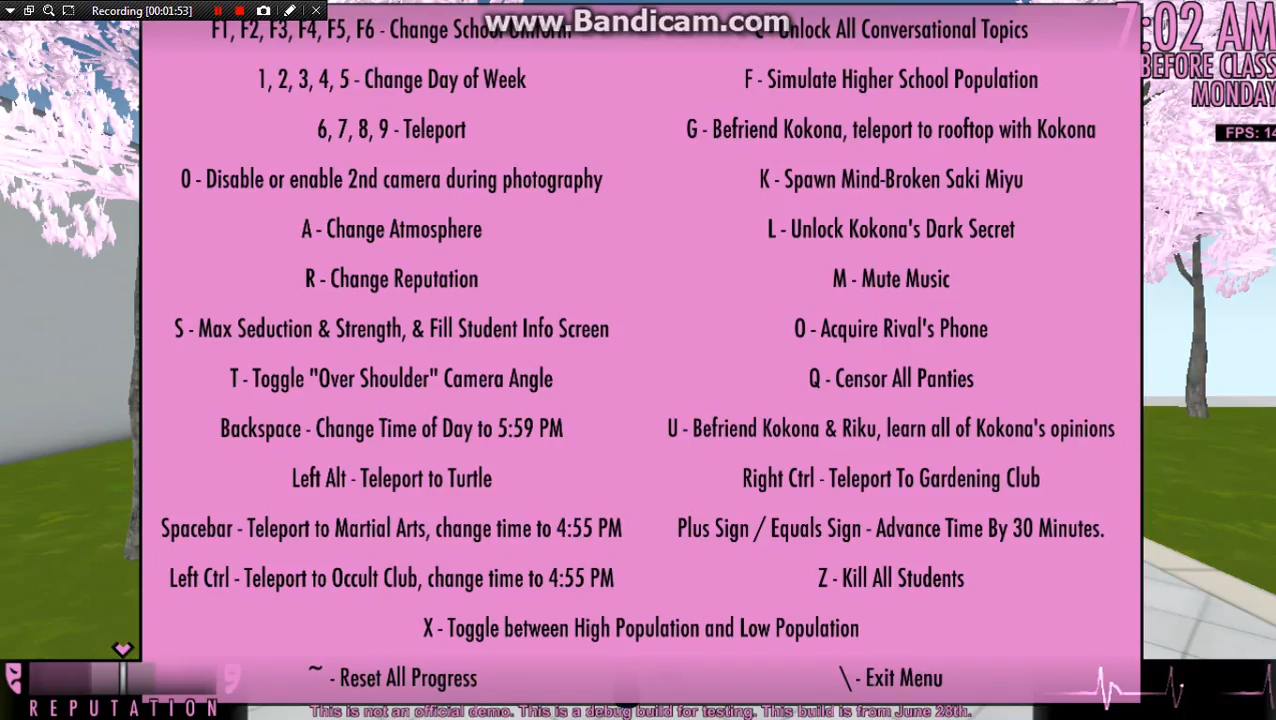 Recording [00:01:53]
www.Bandicam.com
7:02 AM
BEFORE CLASS
MONDAY
FPS: 14
F1, F2, F3, F4, F5, F6 - Change School Uniform
Unlock All Conversational Topics
1, 2, 3, 4, 5 - Change Day of Week
F - Simulate Higher School Population
6, 7, 8, 9 - Teleport
G - Befriend Kokona, teleport to rooftop with Kokona
0 - Disable or enable 2nd camera during photography
K - Spawn Mind-Broken Saki Miyu
A - Change Atmosphere
L - Unlock Kokona's Dark Secret
R - Change Reputation
M - Mute Music
S - Max Seduction & Strength, & Fill Student Info Screen
O - Acquire Rival's Phone
T - Toggle "Over Shoulder" Camera Angle
Q - Censor All Panties
Backspace - Change Time of Day to 5:59 PM
U - Befriend Kokona & Riku, learn all of Kokona's opinions
Left Alt - Teleport to Turtle
Right Ctrl - Teleport To Gardening Club
Spacebar - Teleport to Martial Arts, change time to 4:55 PM
Plus Sign / Equals Sign - Advance Time By 30 Minutes.
Left Ctrl - Teleport to Occult Club, change time to 4:55 PM
Z - Kill All Students
X - Toggle between High Population and Low Population
~ - Reset All Progress
\ - Exit Menu
REPUTATION
This is not an official demo. This is a debug build for testing. This build is from June 28th.